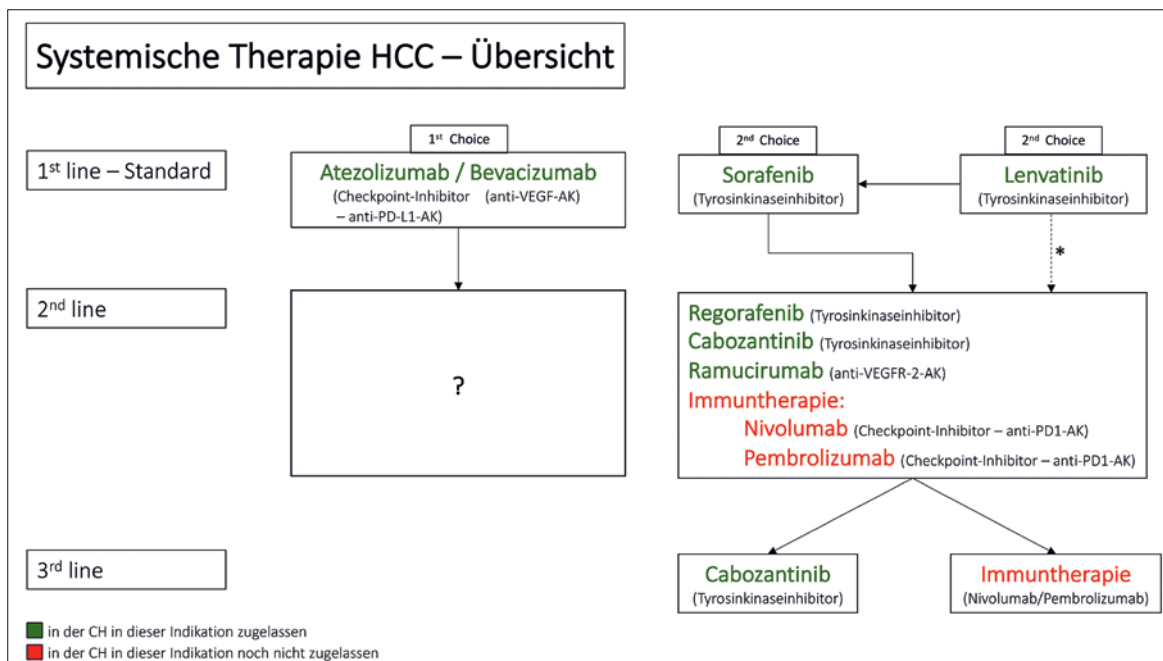 Systemische Therapie HCC – Übersicht
1st line – Standard
1st Choice
Atezolizumab / Bevacizumab
(Checkpoint-Inhibitor (anti-VEGF-AK)
– anti-PD-L1-AK)
2nd Choice
Sorafenib
(Tyrosinkinaseinhibitor)
2nd Choice
Lenvatinib
(Tyrosinkinaseinhibitor)
*
2nd line
?
Regorafenib (Tyrosinkinaseinhibitor)
Cabozantinib (Tyrosinkinaseinhibitor)
Ramucirumab (anti-VEGFR-2-AK)
Immuntherapie:
Nivolumab (Checkpoint-Inhibitor – anti-PD1-AK)
Pembrolizumab (Checkpoint-Inhibitor – anti-PD1-AK)
3rd line
Cabozantinib
(Tyrosinkinaseinhibitor)
Immuntherapie
(Nivolumab/Pembrolizumab)
in der CH in dieser Indikation zugelassen
in der CH in dieser Indikation noch nicht zugelassen